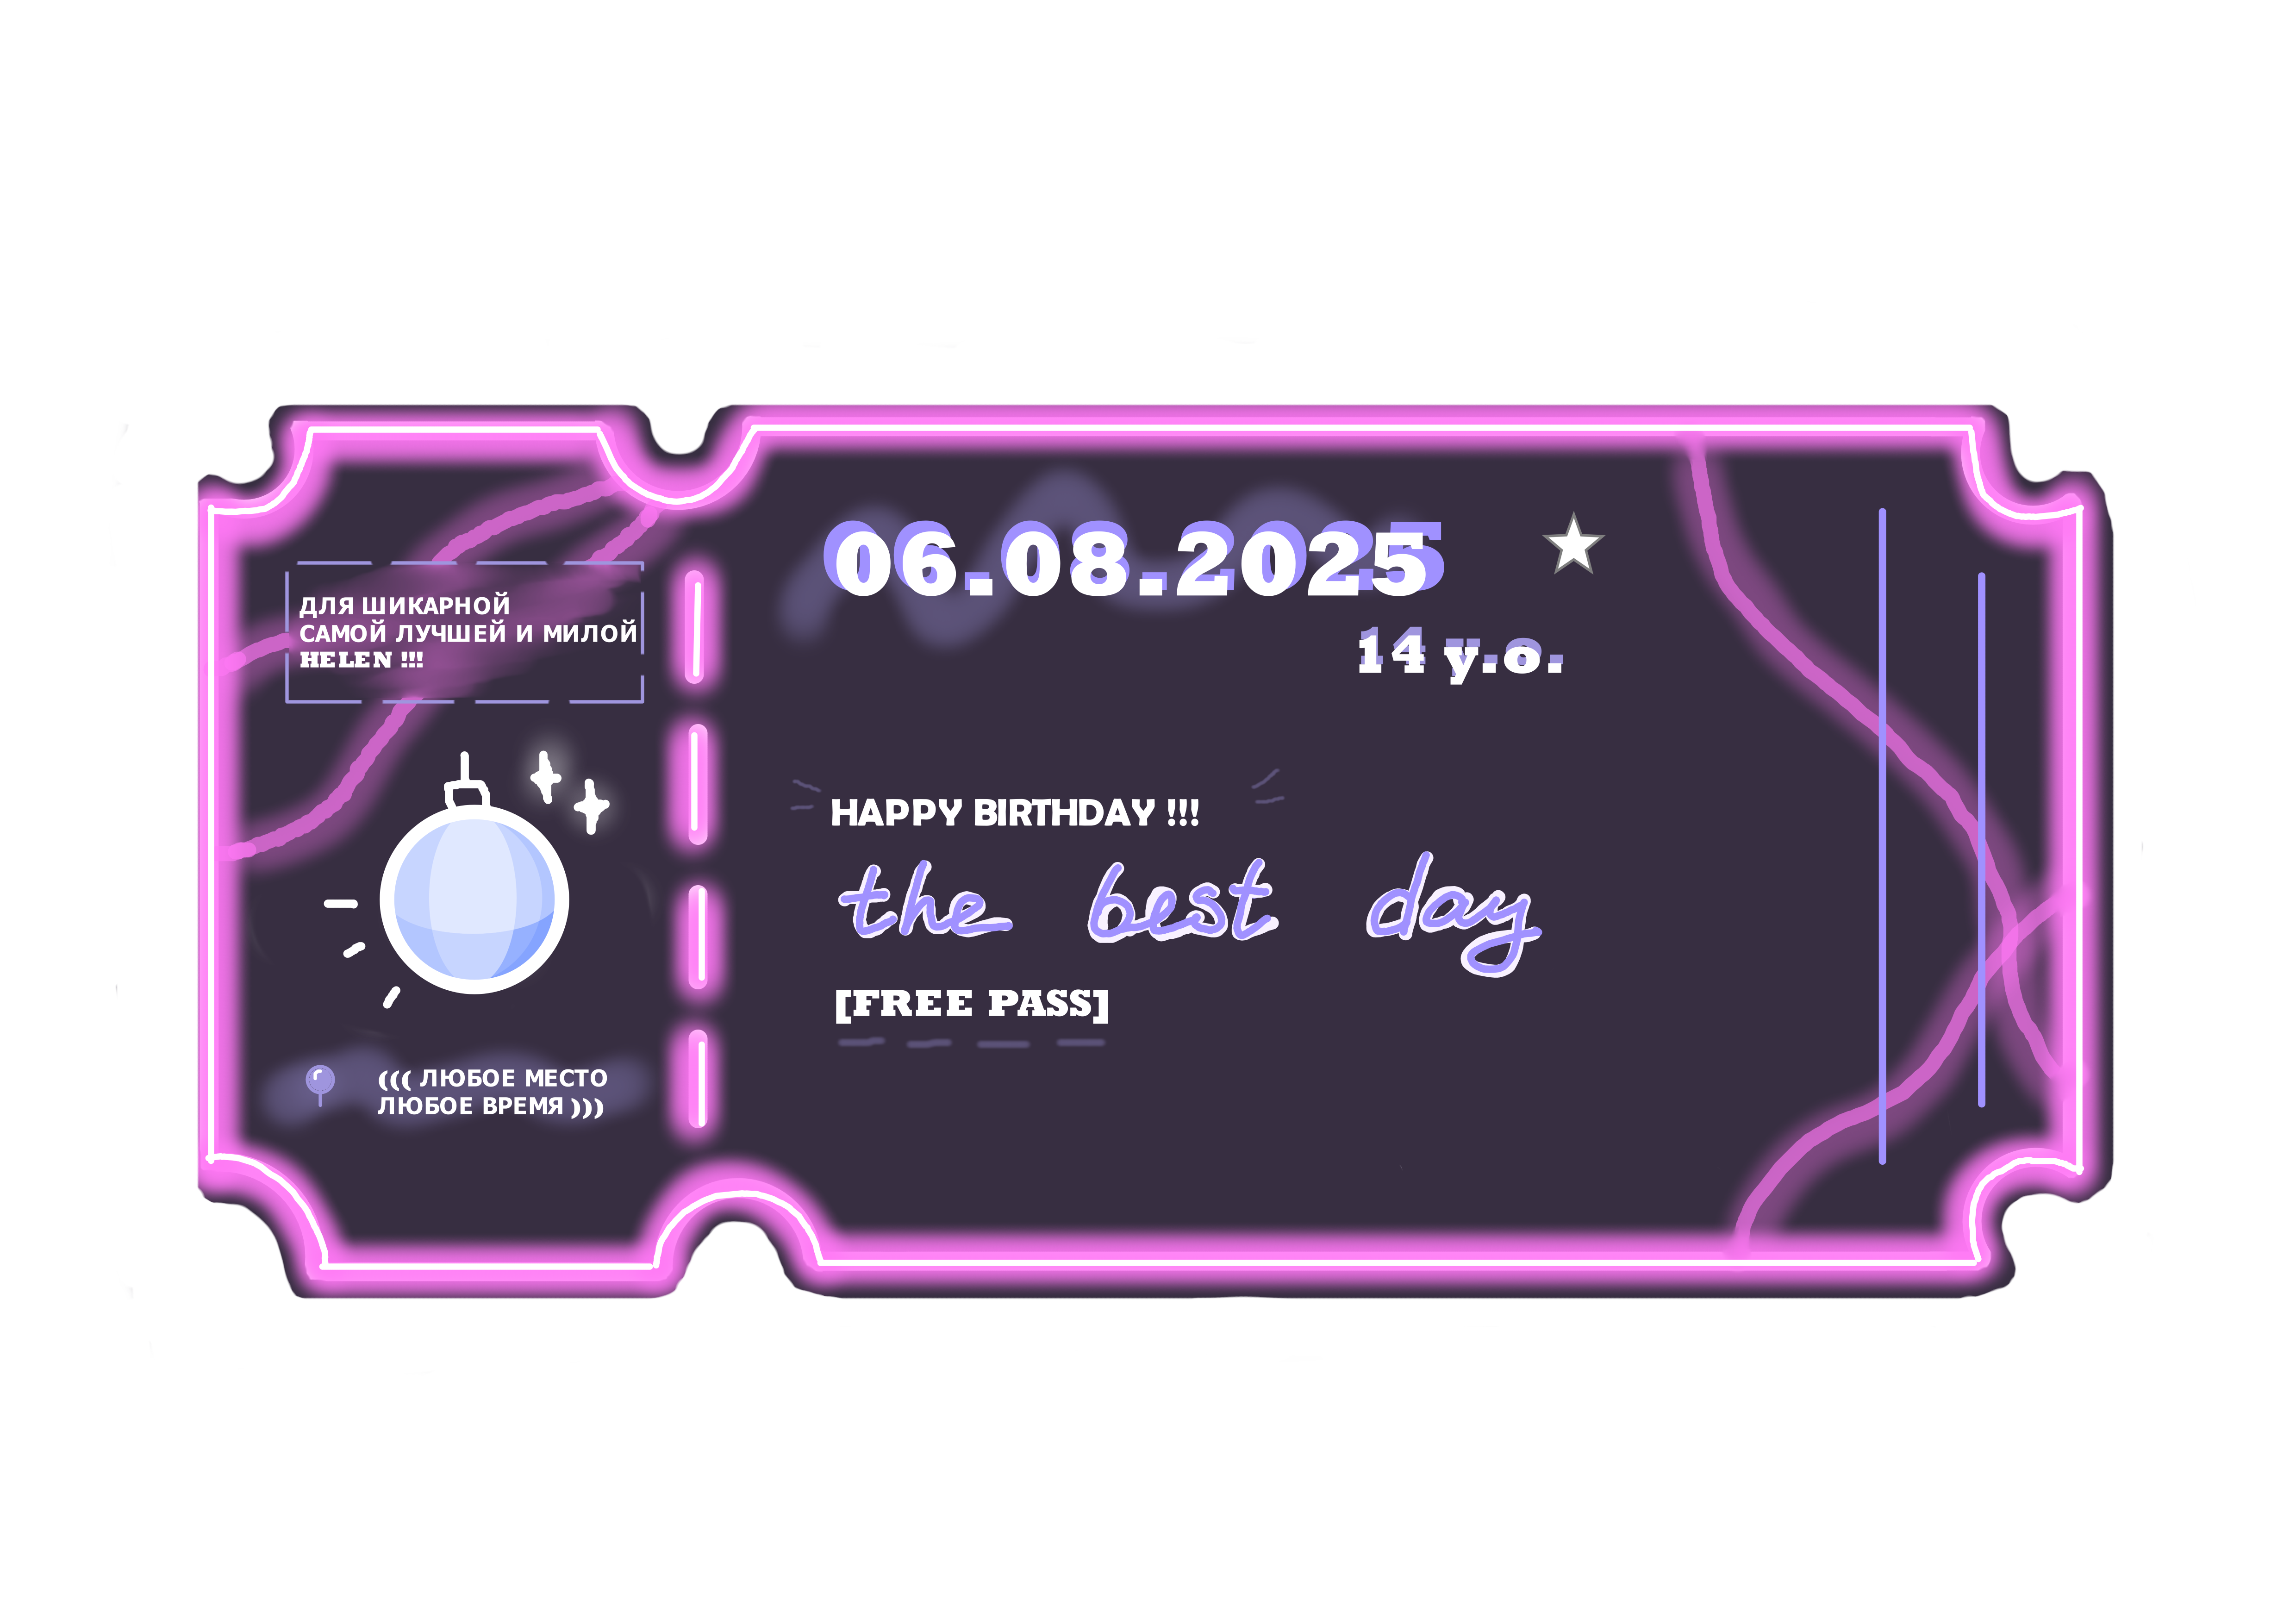 ДЛЯ ШИКАРНОЙ
САМОЙ ЛУЧШЕЙ И МИЛОЙ
HELEN !!!
((( ЛЮБОЕ МЕСТО
ЛЮБОЕ ВРЕМЯ )))
06.08.2025
14 y.o.
HAPPY BIRTHDAY !!!
the best day
[FREE PASS]